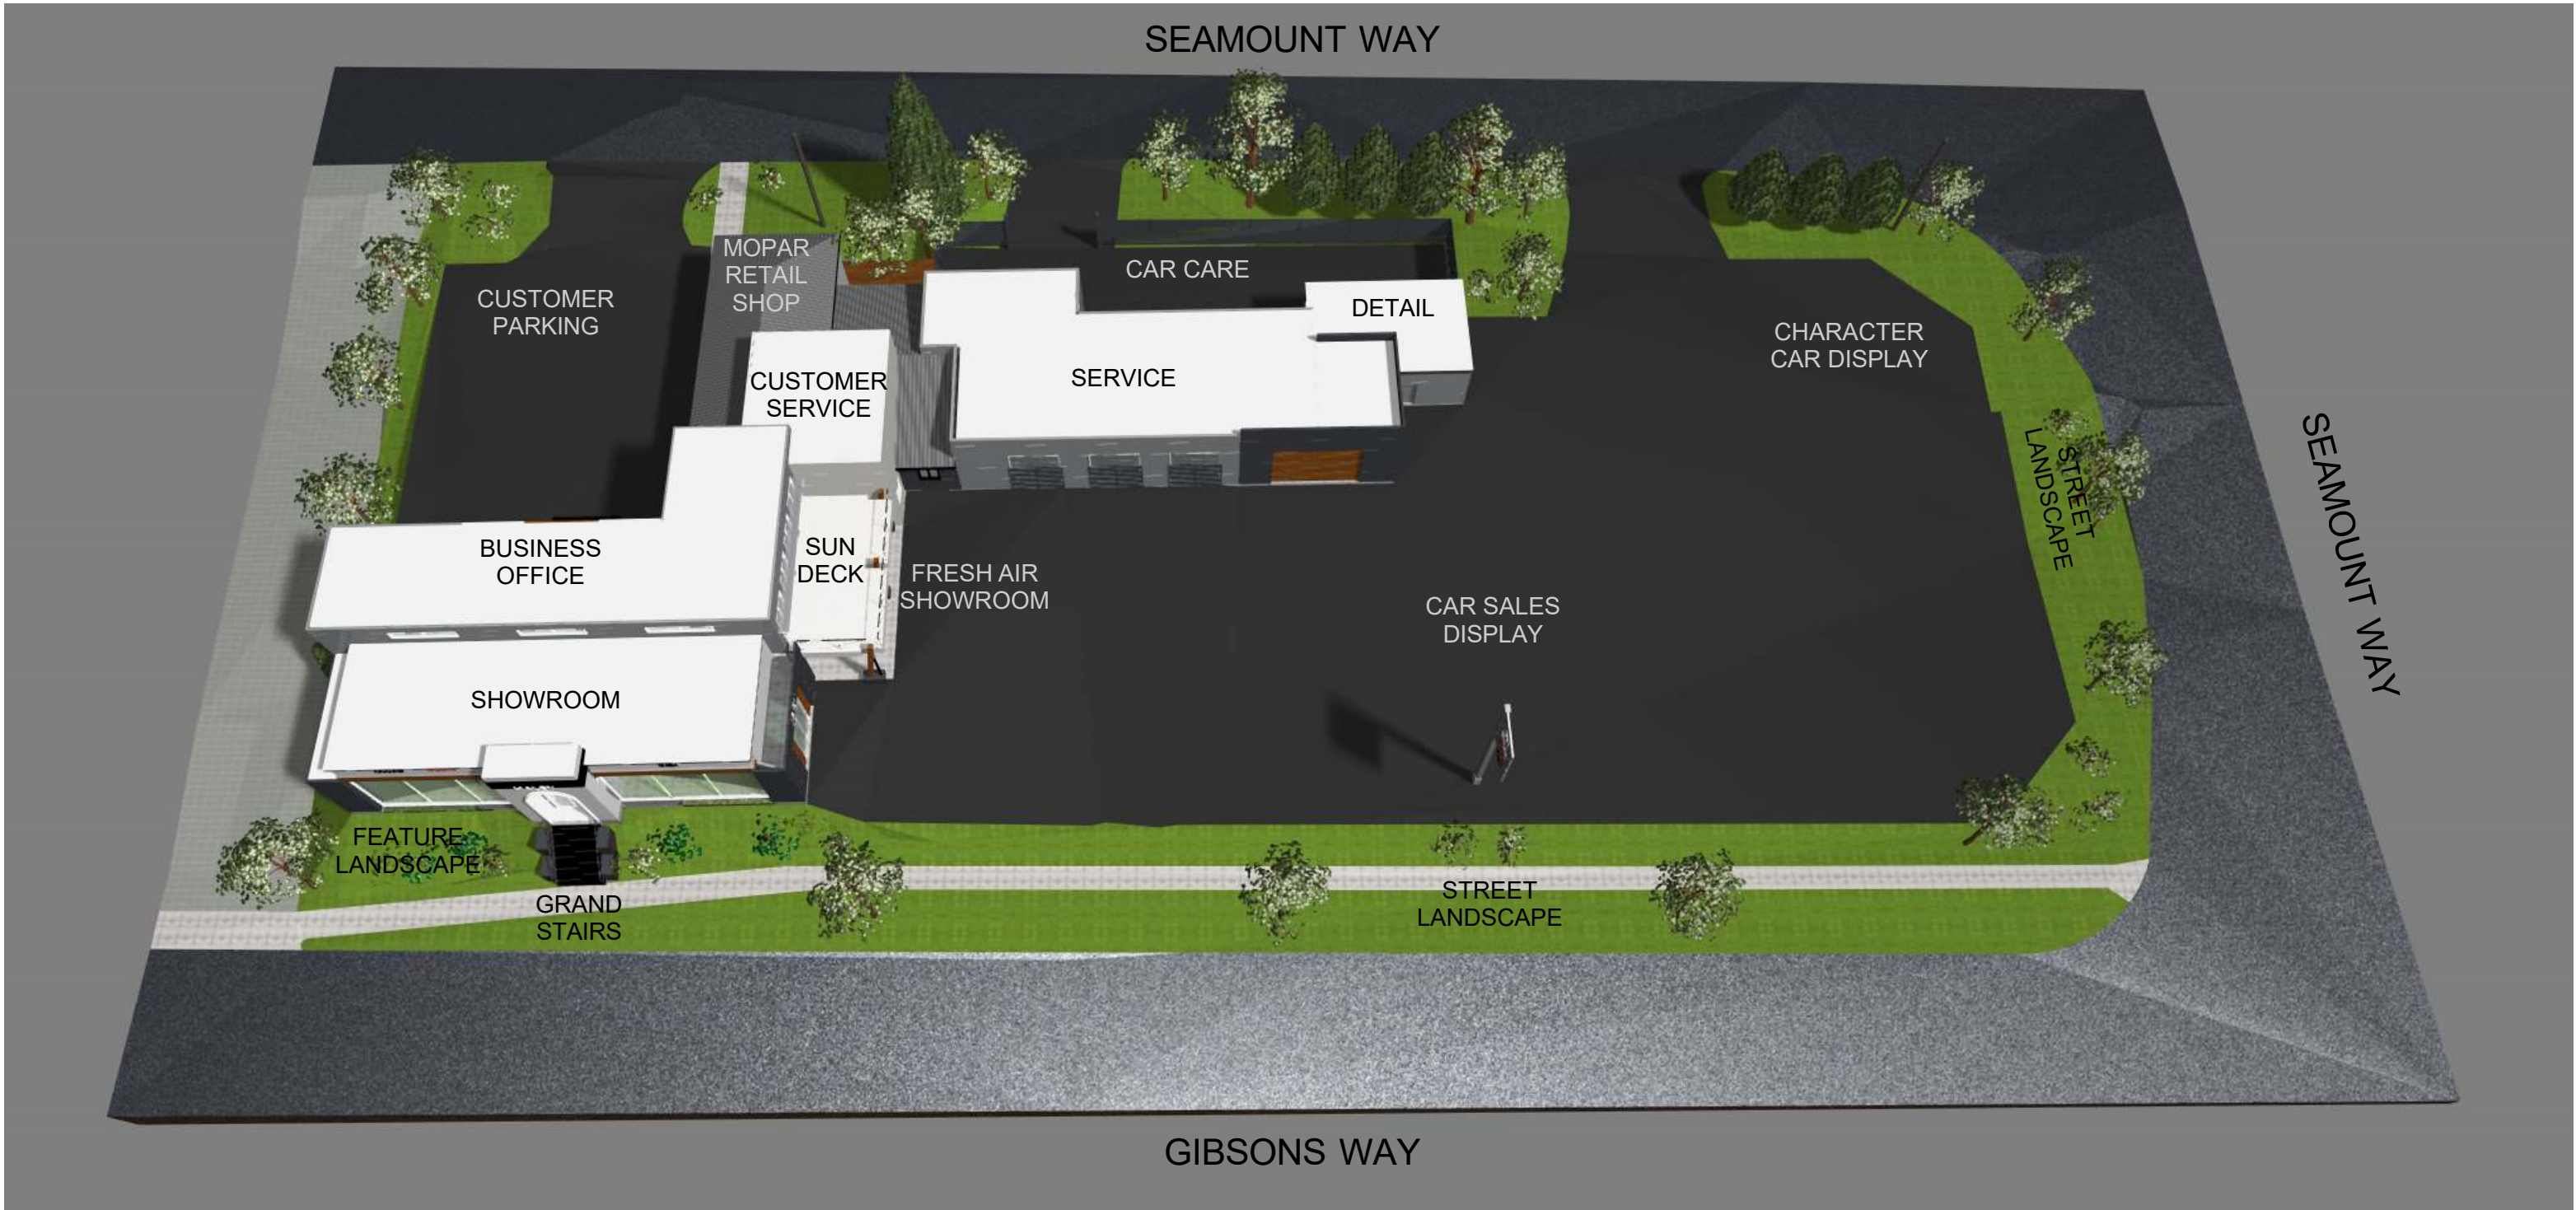 SEAMOUNT WAY
MOPAR
RETAIL
SHOP
CAR CARE
CUSTOMER
PARKING
DETAIL
CHARACTER
CAR DISPLAY
CUSTOMER
SERVICE
SERVICE
STREET
LANDSCAPE
SEAMOUNT WAY
BUSINESS
OFFICE
SUN
DECK
FRESH AIR
SHOWROOM
CAR SALES
DISPLAY
SHOWROOM
FEATURE
LANDSCAPE
GRAND
STAIRS
STREET
LANDSCAPE
GIBSONS WAY